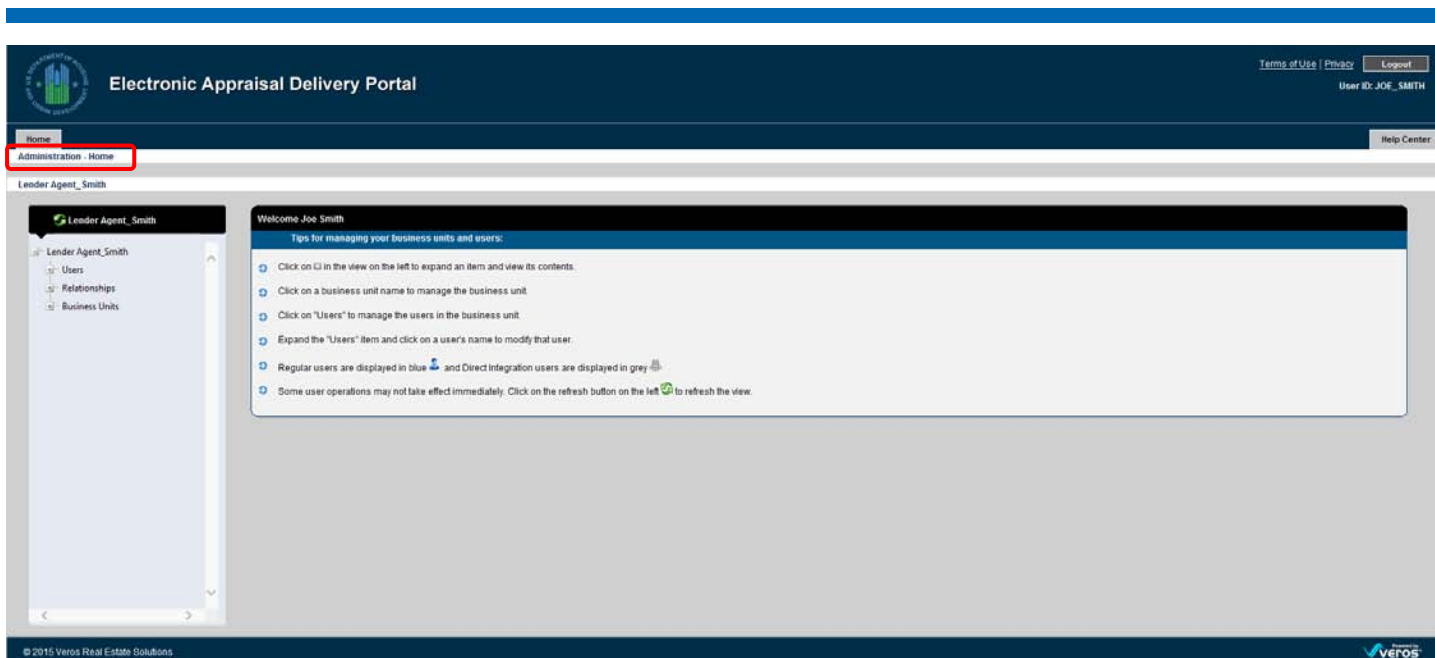 Electronic Appraisal Delivery Portal
Terms of Use | Privacy Logout
User ID: JOE_SMITH
Home
Help Center
Administration - Home
Lender Agent_Smith
Lender Agent_Smith
Lender Agent_Smith
Users
Relationships
Business Units
Welcome Joe Smith
Tips for managing your business units and users:
Click on in the view on the left to expand an item and view its contents.
Click on a business unit name to manage the business unit.
Click on "Users" to manage the users in the business unit.
Expand the "Users" item and click on a user's name to modify that user.
Regular users are displayed in blue and Direct Integration users are displayed in grey
Some user operations may not take effect immediately. Click on the refresh button on the left to refresh the view.
© 2015 Veros Real Estate Solutions
Powered by
veros